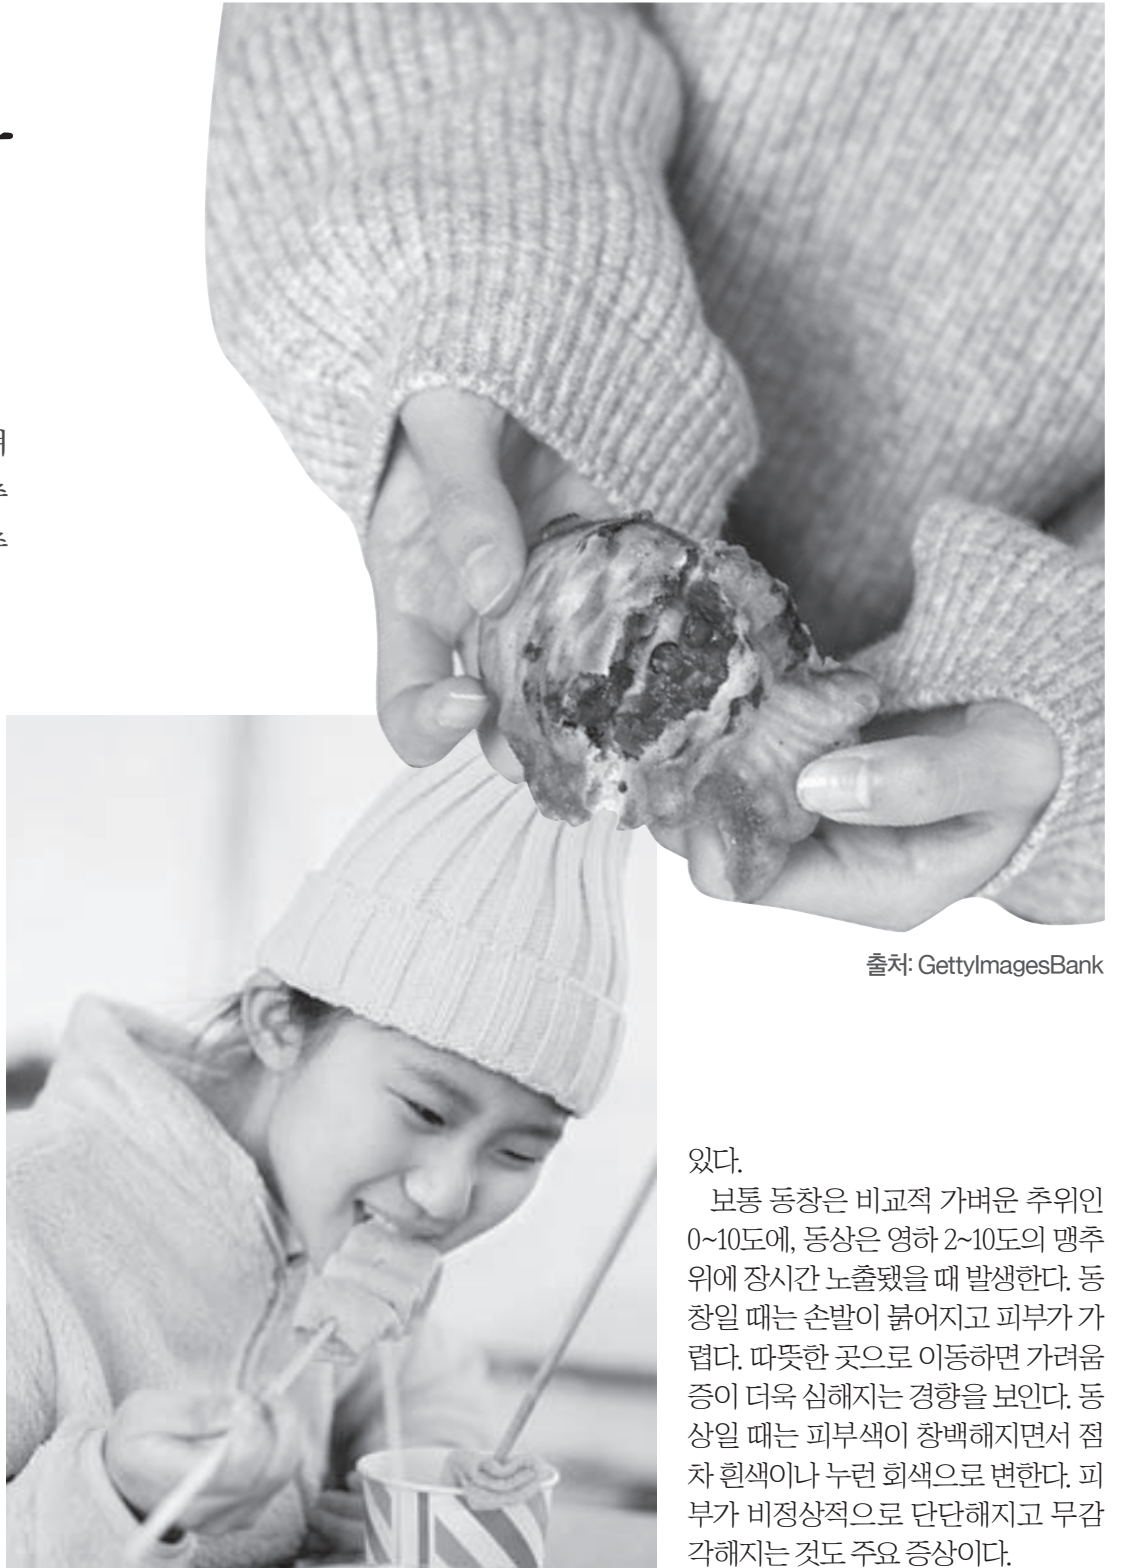 출처: GettyImagesBank
있다.
보통 동창은 비교적 가벼운 추위인
0~10도에, 동상은 영하 2~10도의 맹추
위에 장시간 노출됐을 때 발생한다. 동
창일 때는 손발이 붉어지고 피부가 가
렵다. 따뜻한 곳으로 이동하면 가려움
증이 더욱 심해지는 경향을 보인다. 동
상일 때는 피부색이 창백해지면서 점
차 흰색이나 누런 회색으로 변한다. 피
부가 비정상적으로 단단해지고 무감
각해지는 것도 주요 증상이다.